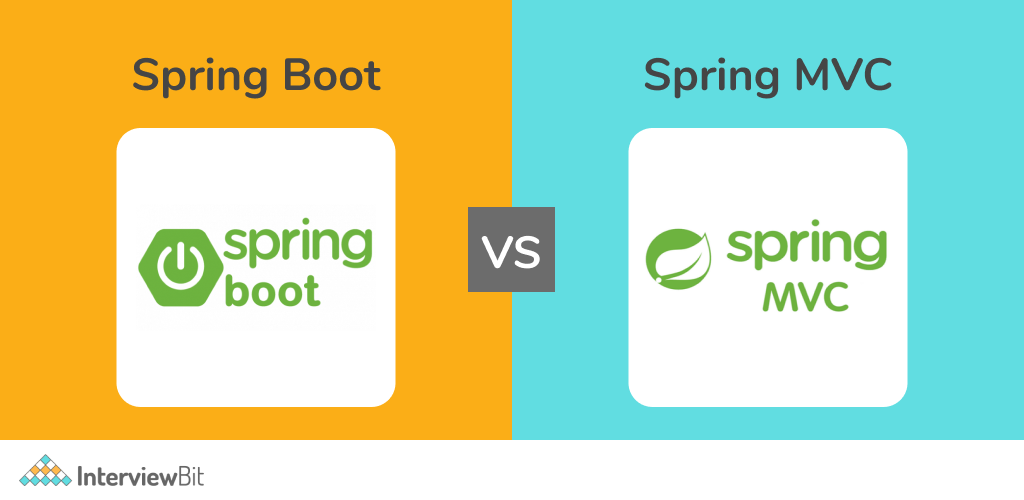 Spring Boot
Spring MVC
spring
boot
VS
spring
MVC
InterviewBit